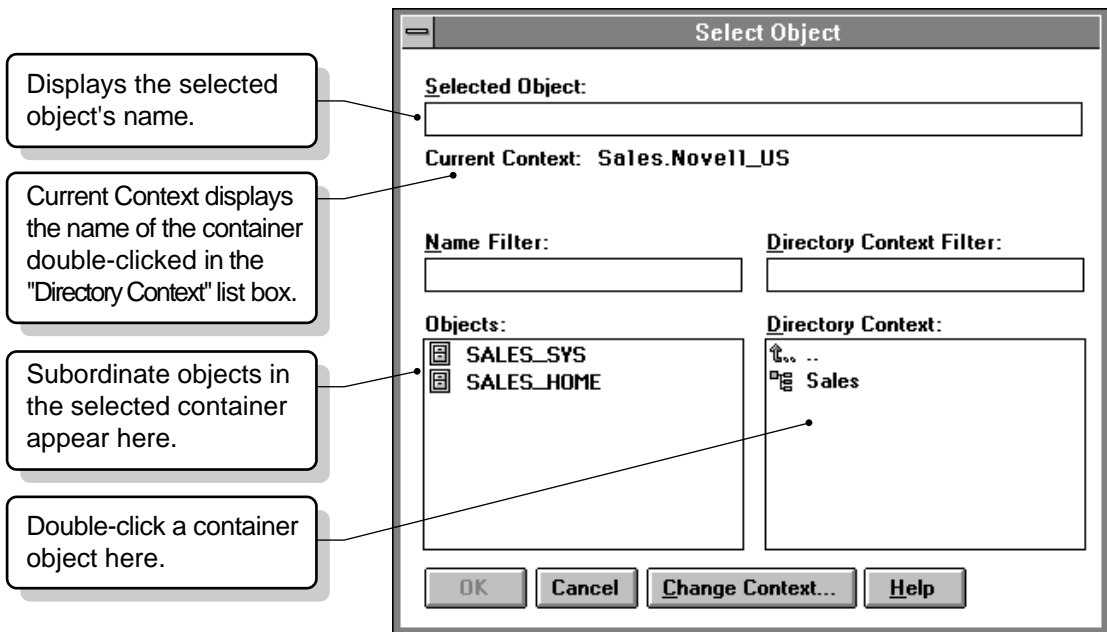 Select Object
Displays the selected
object's name.
Selected Object:
Current Context: Sales.Novell_US
Current Context displays
the name of the container
double-clicked in the
"Directory Context" list box.
Name Filter:
Directory Context Filter:
Objects:
Directory Context:
SALES_SYS
SALES_HOME
..
Sales
Subordinate objects in
the selected container
appear here.
Double-click a container
object here.
OK
Cancel
Change Context...
Help